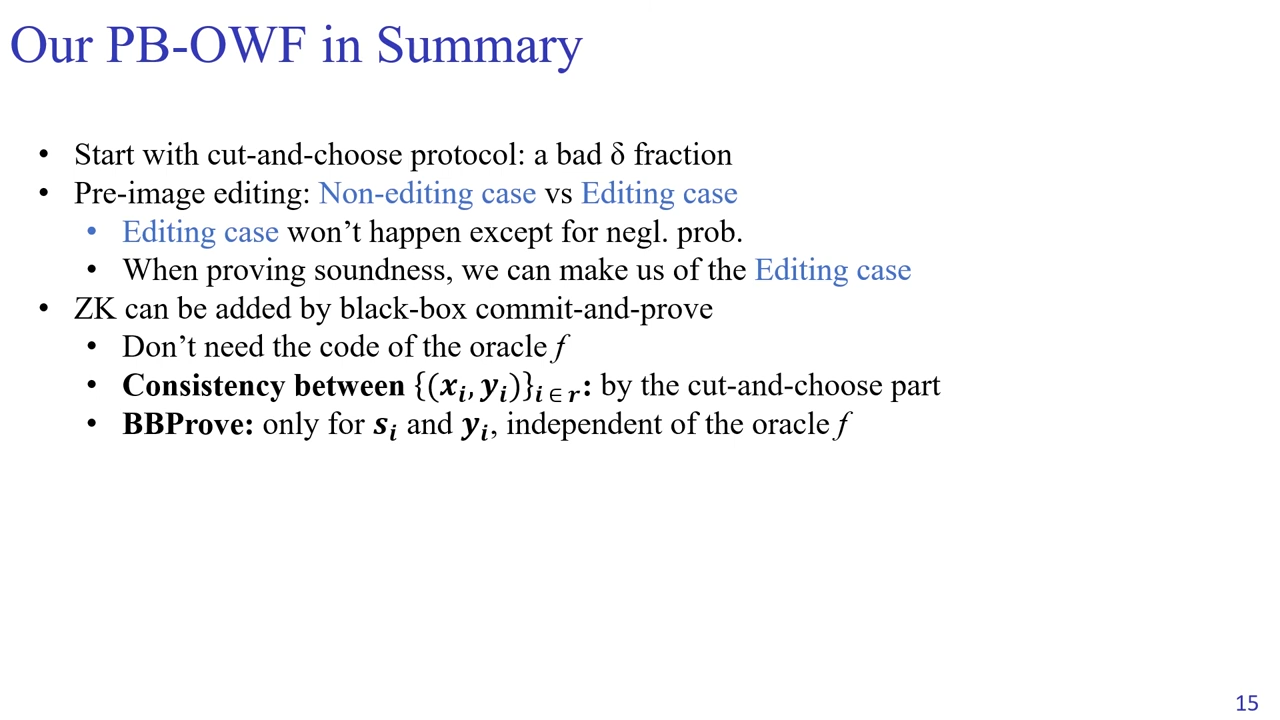 Our PB-OWF in Summary
• Start with cut-and-choose protocol: a bad δ fraction
• Pre-image editing: Non-editing case vs Editing case
• Editing case won’t happen except for negl. prob.
• When proving soundness, we can make us of the Editing case
• ZK can be added by black-box commit-and-prove
• Don’t need the code of the oracle f
• Consistency between {(xᵢ, yᵢ)}ᵢ ∈ ᵣ: by the cut-and-choose part
• BBProve: only for sᵢ and yᵢ, independent of the oracle f
15